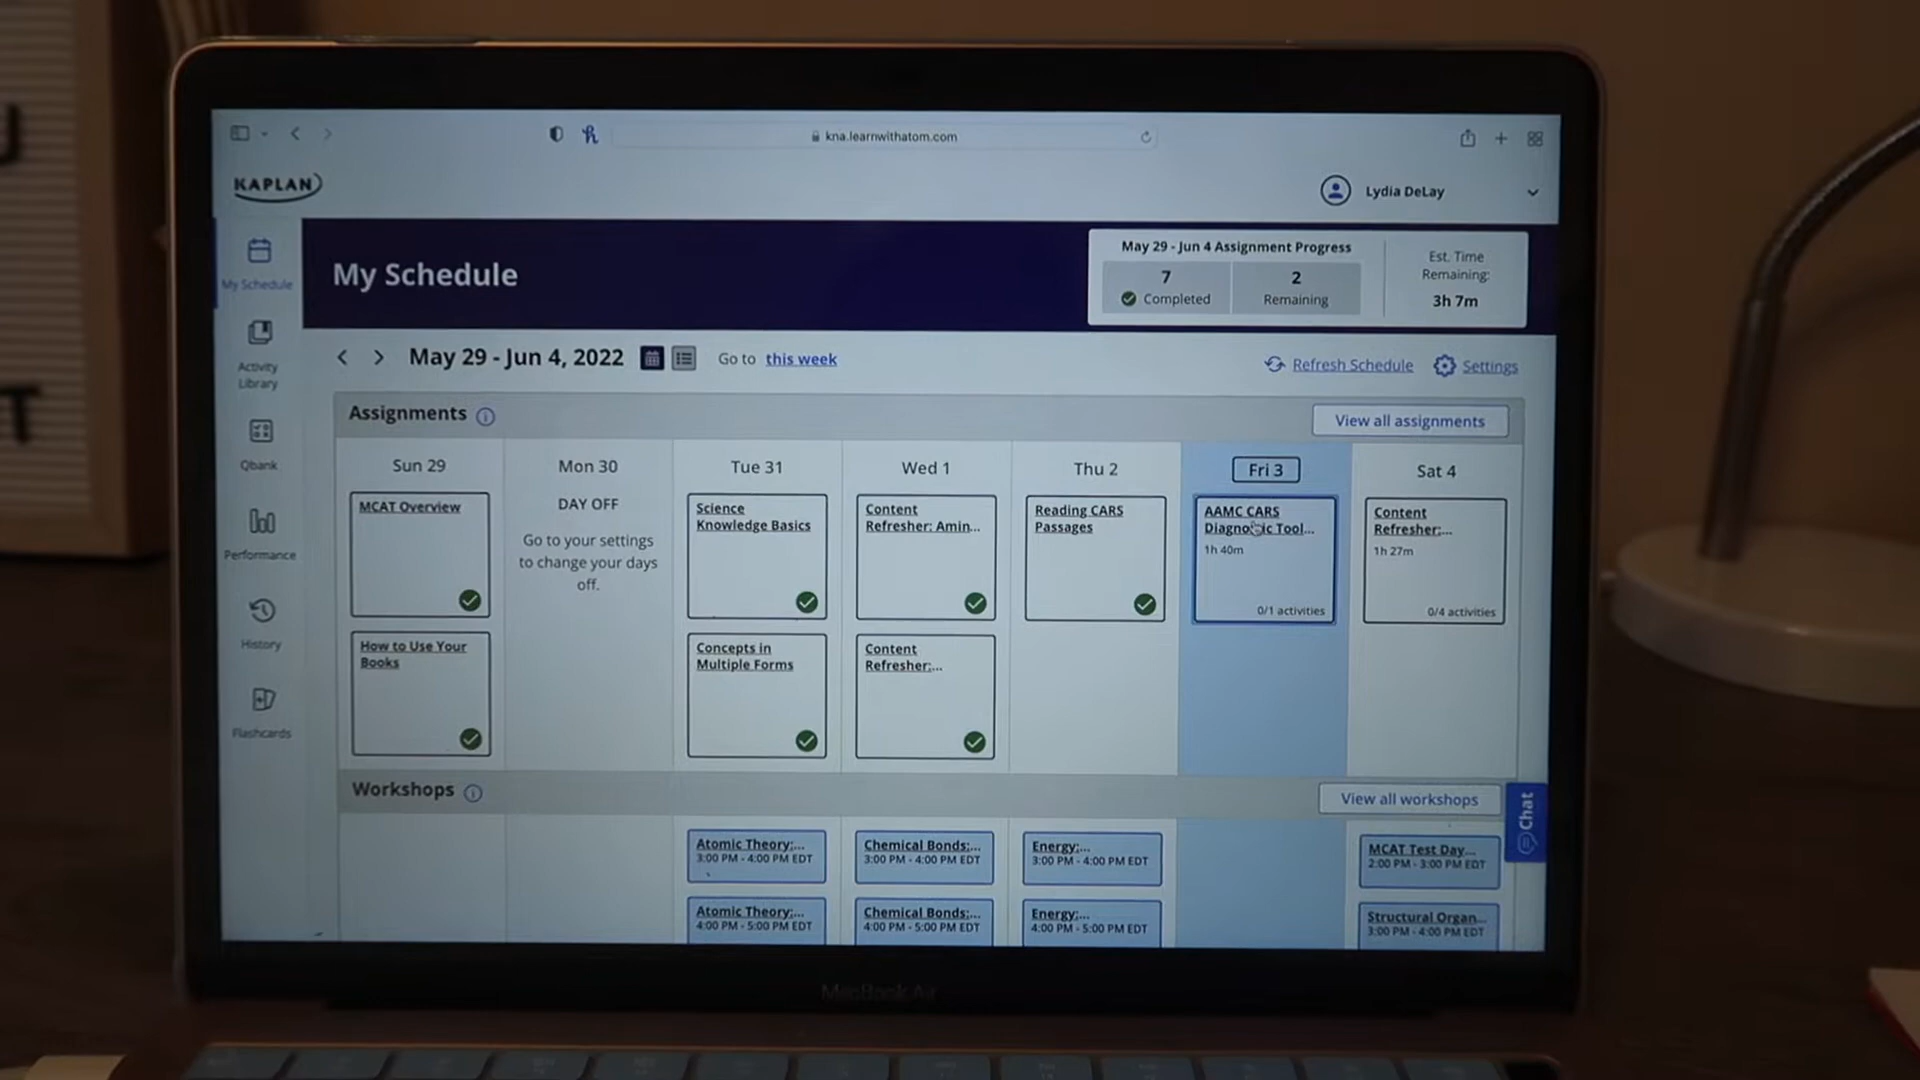 kna.learnwithatom.com
KAPLAN
Lydia DeLay
My Schedule
Activity
Library
Qbank
Performance
History
Flashcards
My Schedule
May 29 - Jun 4 Assignment Progress
7
Completed
2
Remaining
Est. Time
Remaining:
3h 7m
May 29 - Jun 4, 2022
Go to this week
Refresh Schedule
Settings
Assignments
View all assignments
Sun 29
Mon 30
Tue 31
Wed 1
Thu 2
Fri 3
Sat 4
MCAT Overview
How to Use Your
Books
DAY OFF
Go to your settings
to change your days
off.
Science
Knowledge Basics
Concepts in
Multiple Forms
Content
Refresher: Amin...
Content
Refresher:...
Reading CARS
Passages
AAMC CARS
Diagnostic Tool...
1h 40m
0/1 activities
Content
Refresher:...
1h 27m
0/4 activities
Workshops
View all workshops
Chat
Atomic Theory:...
3:00 PM - 4:00 PM EDT
Chemical Bonds:...
3:00 PM - 4:00 PM EDT
Energy:...
3:00 PM - 4:00 PM EDT
MCAT Test Day...
2:00 PM - 3:00 PM EDT
Atomic Theory:...
4:00 PM - 5:00 PM EDT
Chemical Bonds:...
4:00 PM - 5:00 PM EDT
Energy:...
4:00 PM - 5:00 PM EDT
Structural Organ...
3:00 PM - 4:00 PM EDT
MacBook Air
T